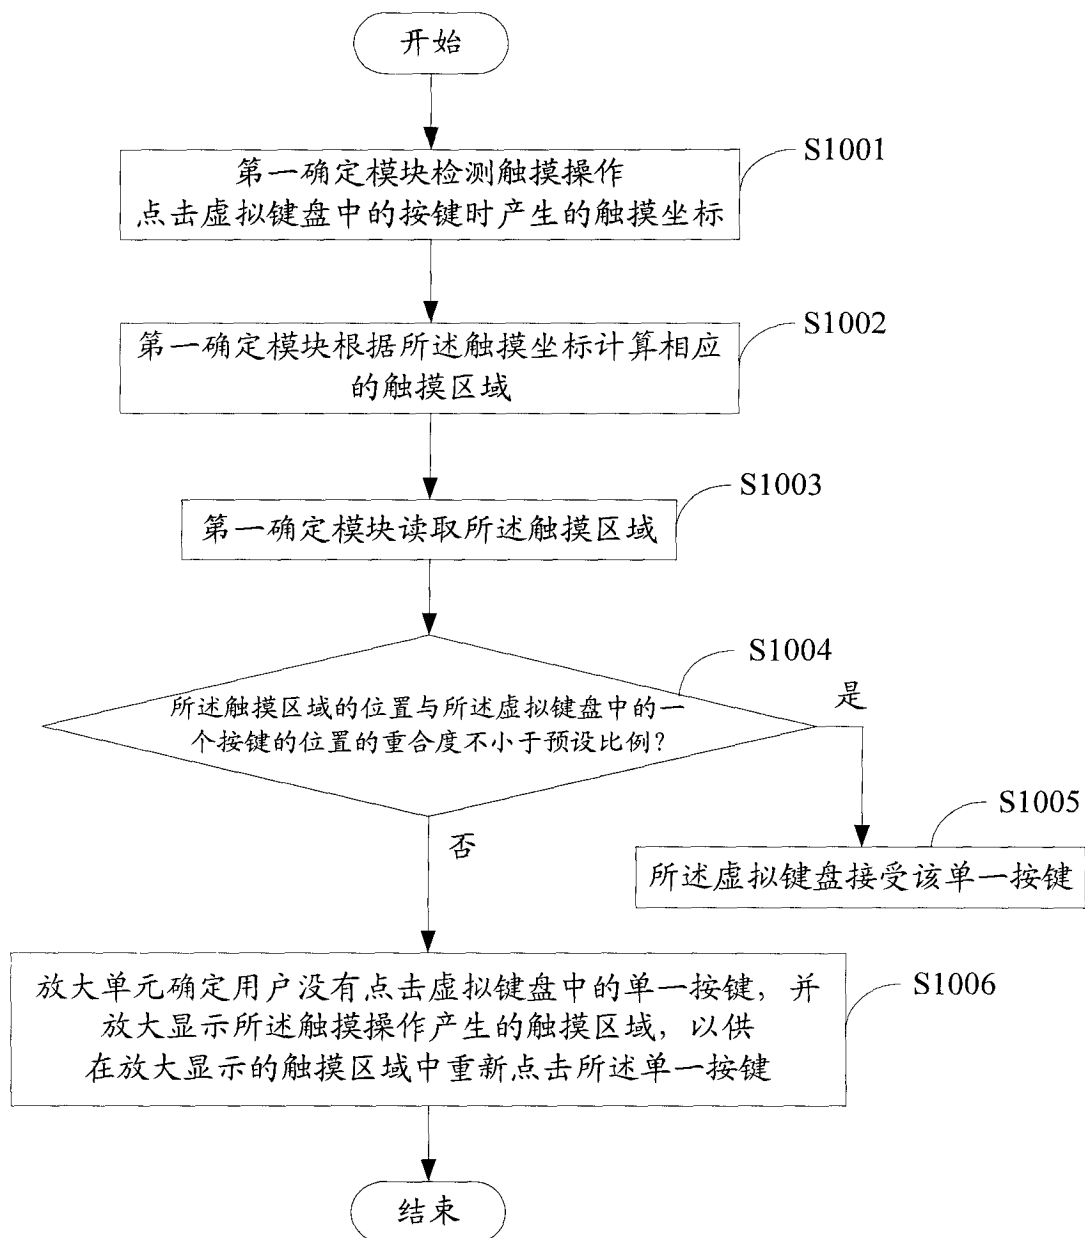 开始
S1001
第一确定模块检测触摸操作
点击虚拟键盘中的按键时产生的触摸坐标
S1002
第一确定模块根据所述触摸坐标计算相应
的触摸区域
S1003
第一确定模块读取所述触摸区域
S1004
所述触摸区域的位置与所述虚拟键盘中的一
个按键的位置的重合度不小于预设比例?
是
S1005
否
所述虚拟键盘接受该单一按键
S1006
放大单元确定用户没有点击虚拟键盘中的单一按键，并
放大显示所述触摸操作产生的触摸区域，以供
在放大显示的触摸区域中重新点击所述单一按键
结束